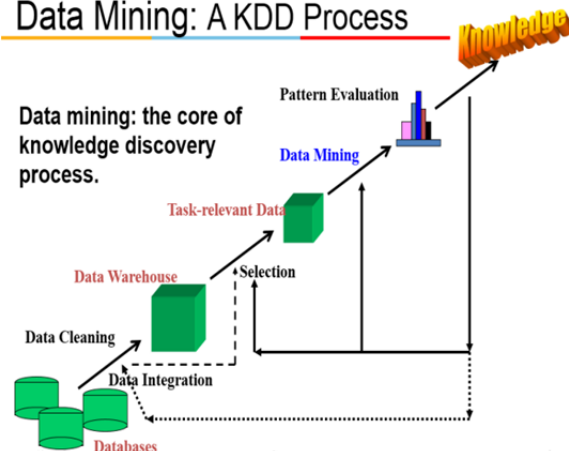 Data Mining: A KDD Process
Knowledge
Pattern Evaluation
Data mining: the core of
knowledge discovery
process.
Data Mining
Task-relevant Data
Data Warehouse
Selection
Data Cleaning
Data Integration
Databases